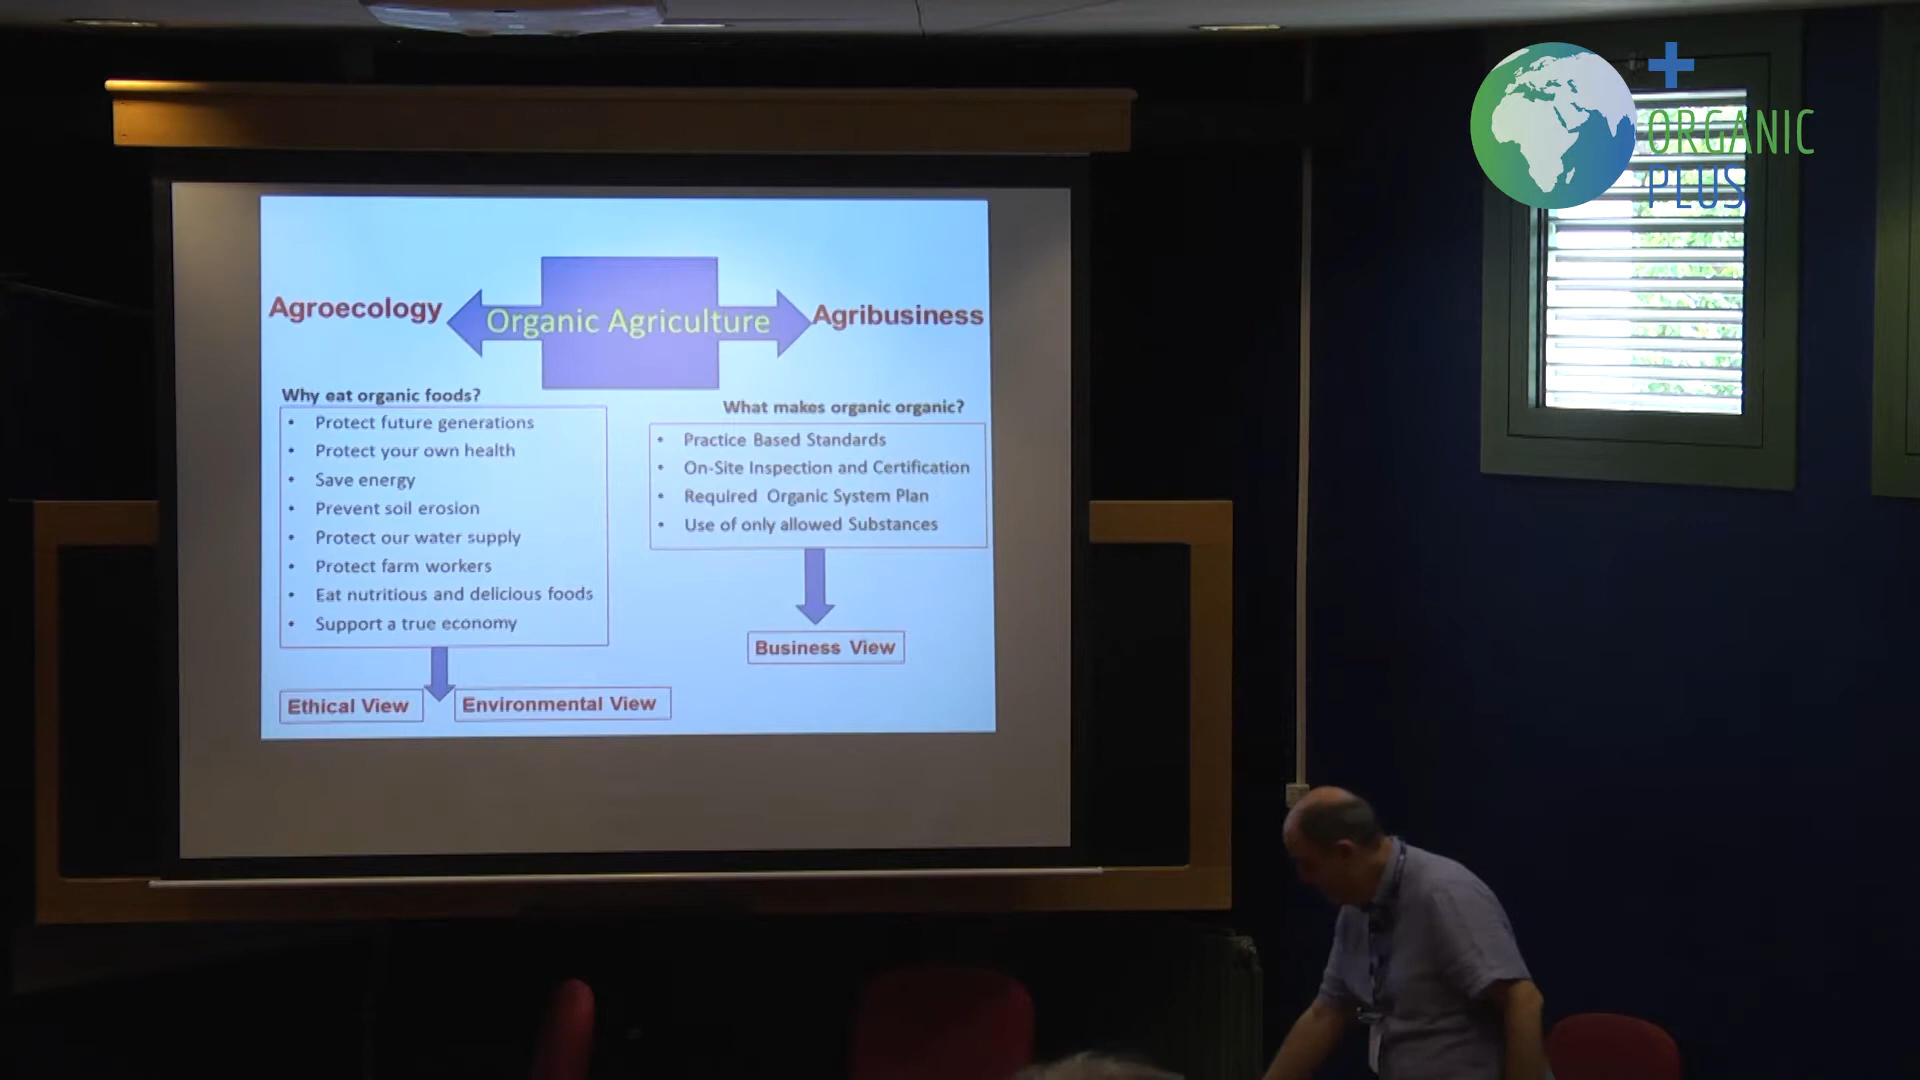 ORGANIC
PLUS
Agroecology
Organic Agriculture
Agribusiness
Why eat organic foods?
• Protect future generations
• Protect your own health
• Save energy
• Prevent soil erosion
• Protect our water supply
• Protect farm workers
• Eat nutritious and delicious foods
• Support a true economy
Ethical View
Environmental View
What makes organic organic?
• Practice Based Standards
• On-Site Inspection and Certification
• Required Organic System Plan
• Use of only allowed Substances
Business View